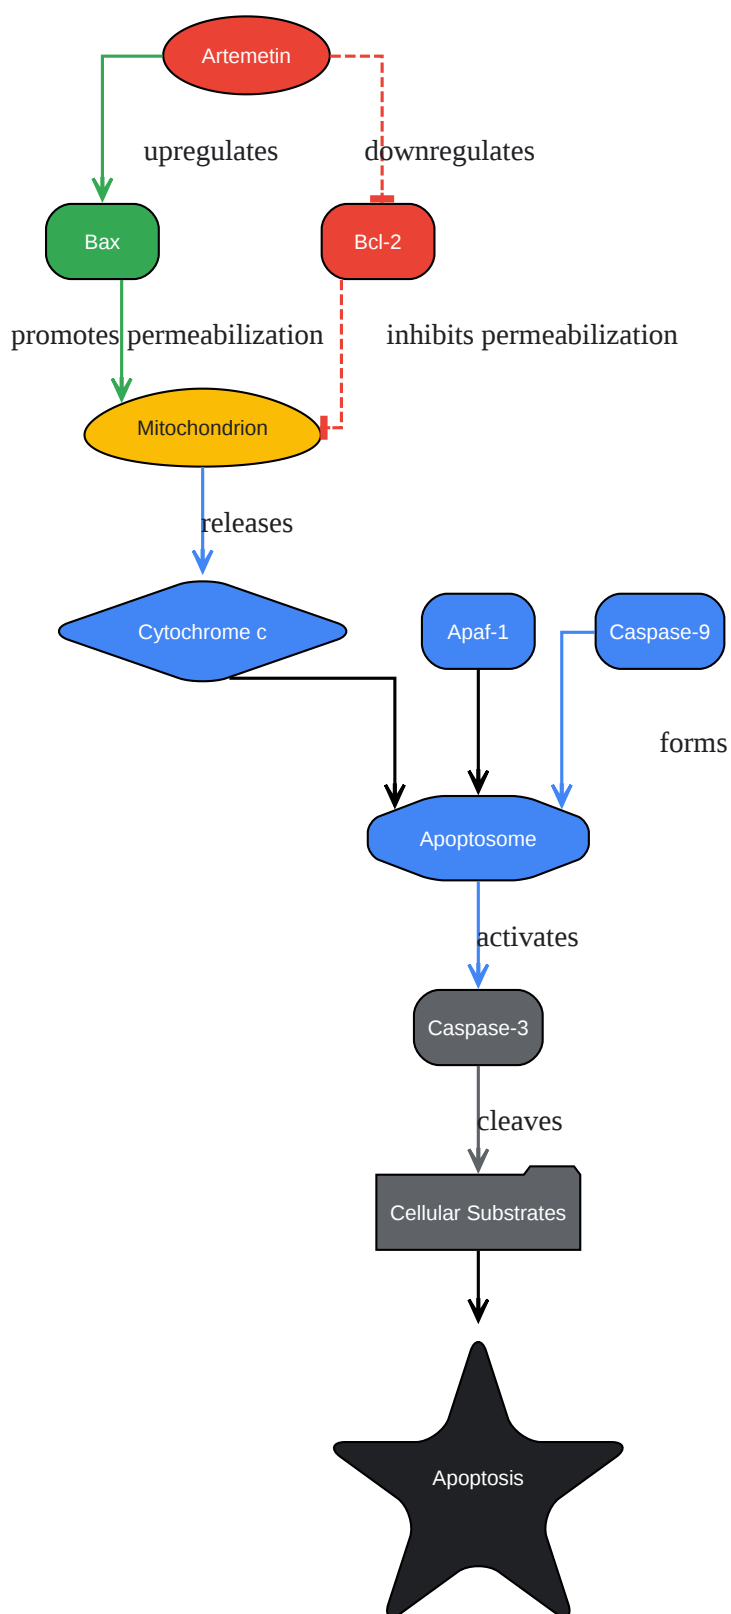 Artemetin
upregulates
downregulates
Bax
Bcl-2
promotes permeabilization
inhibits permeabilization
Mitochondrion
releases
Cytochrome c
Apaf-1
Caspase-9
forms
Apoptosome
activates
Caspase-3
cleaves
Cellular Substrates
Apoptosis